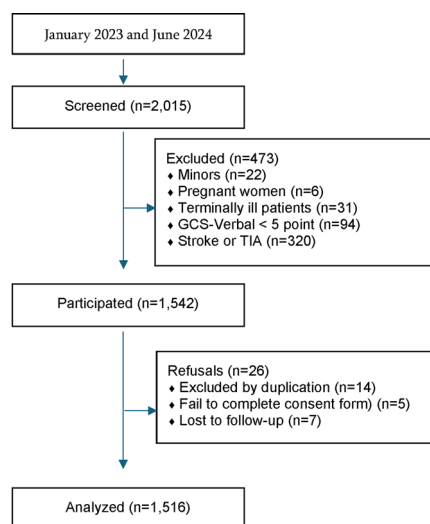 January 2023 and June 2024
Screened (n=2,015)
Excluded (n=473)
♦ Minors (n=22)
♦ Pregnant women (n=6)
♦ Terminally ill patients (n=31)
♦ GCS-Verbal < 5 point (n=94)
♦ Stroke or TIA (n=320)
Participated (n=1,542)
Refusals (n=26)
♦ Excluded by duplication (n=14)
♦ Fail to complete consent form) (n=5)
♦ Lost to follow-up (n=7)
Analyzed (n=1,516)